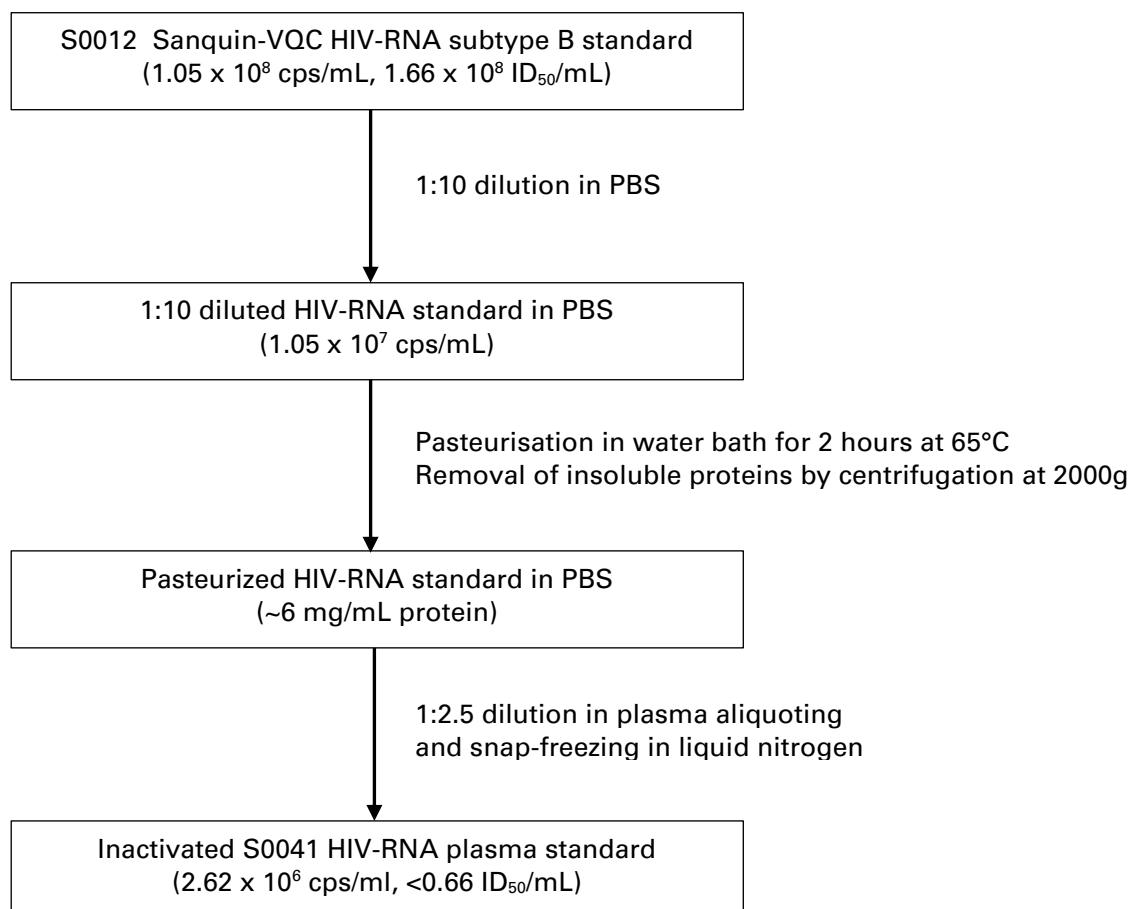 S0012  Sanquin-VQC HIV-RNA subtype B standard
(1.05 x 10⁸ cps/mL, 1.66 x 10⁸ ID₅₀/mL)
1:10 dilution in PBS
1:10 diluted HIV-RNA standard in PBS
(1.05 x 10⁷ cps/mL)
Pasteurisation in water bath for 2 hours at 65°C
Removal of insoluble proteins by centrifugation at 2000g
Pasteurized HIV-RNA standard in PBS
(~6 mg/mL protein)
1:2.5 dilution in plasma aliquoting
and snap-freezing in liquid nitrogen
Inactivated S0041 HIV-RNA plasma standard
(2.62 x 10⁶ cps/ml, <0.66 ID₅₀/mL)